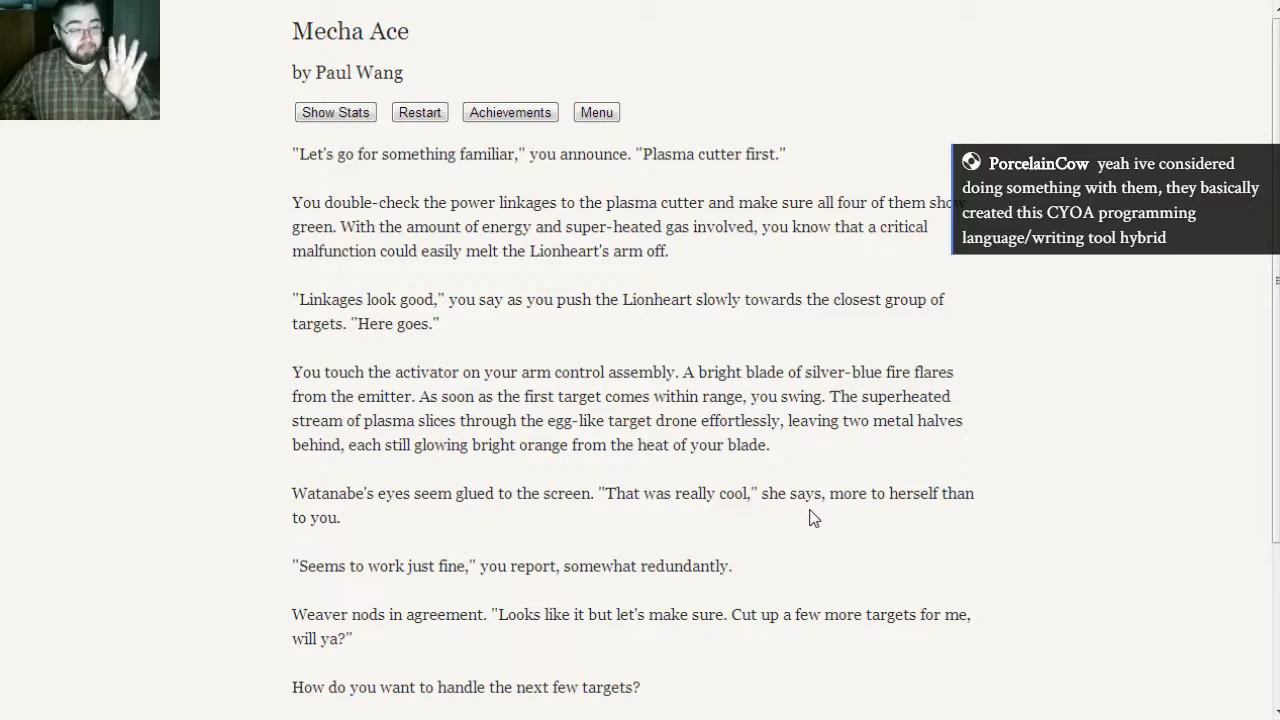 Mecha Ace
by Paul Wang
Show Stats Restart Achievements Menu
"Let's go for something familiar," you announce. "Plasma cutter first."
You double-check the power linkages to the plasma cutter and make sure all four of them show
green. With the amount of energy and super-heated gas involved, you know that a critical
malfunction could easily melt the Lionheart's arm off.
"Linkages look good," you say as you push the Lionheart slowly towards the closest group of
targets. "Here goes."
You touch the activator on your arm control assembly. A bright blade of silver-blue fire flares
from the emitter. As soon as the first target comes within range, you swing. The superheated
stream of plasma slices through the egg-like target drone effortlessly, leaving two metal halves
behind, each still glowing bright orange from the heat of your blade.
Watanabe's eyes seem glued to the screen. "That was really cool," she says, more to herself than
to you.
"Seems to work just fine," you report, somewhat redundantly.
Weaver nods in agreement. "Looks like it but let's make sure. Cut up a few more targets for me,
will ya?"
How do you want to handle the next few targets?
PorcelainCow yeah ive considered
doing something with them, they basically
created this CYOA programming
language/writing tool hybrid